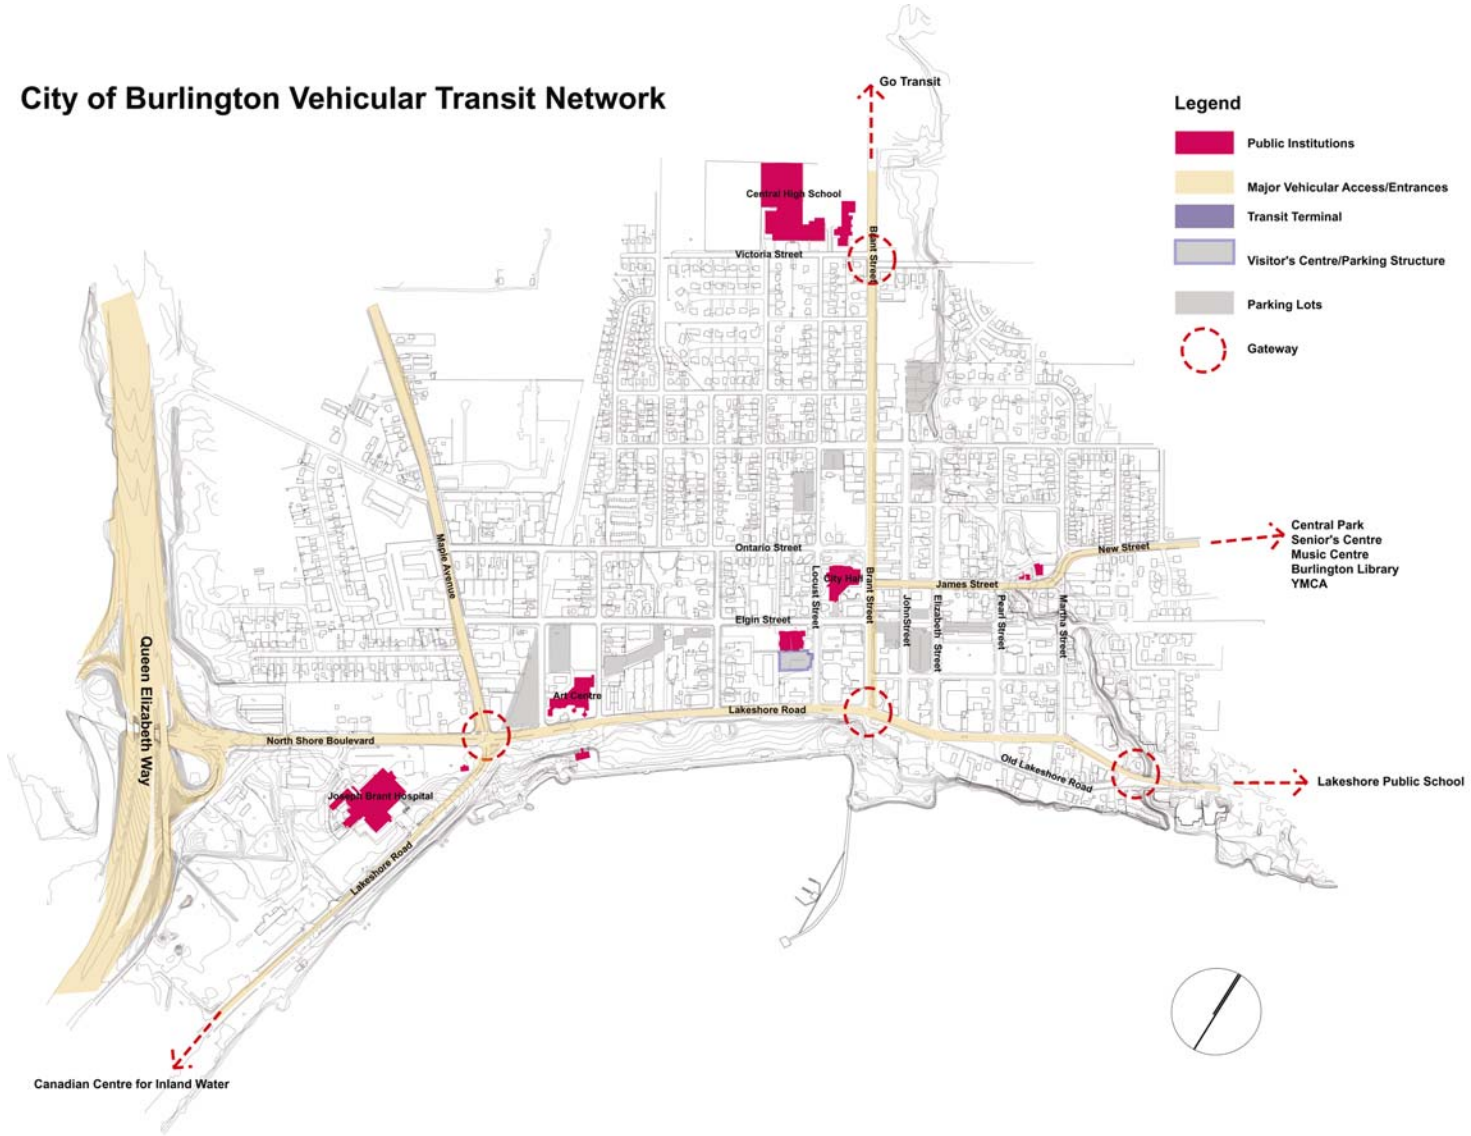 City of Burlington Vehicular Transit Network
Go Transit
Legend
Public Institutions
Major Vehicular Access/Entrances
Transit Terminal
Visitor's Centre/Parking Structure
Parking Lots
Gateway
Central High School
Victoria Street
Brant Street
Maple Avenue
Ontario Street
New Street
Central Park
Senior's Centre
Music Centre
Burlington Library
YMCA
City Hall
Locust Street
Brant Street
James Street
JohnStreet
Elizabeth Street
Pearl Street
Martha Street
Elgin Street
Queen Elizabeth Way
Art Centre
Lakeshore Road
North Shore Boulevard
Old Lakeshore Road
Lakeshore Public School
Joseph Brant Hospital
Lakeshore Road
Canadian Centre for Inland Water